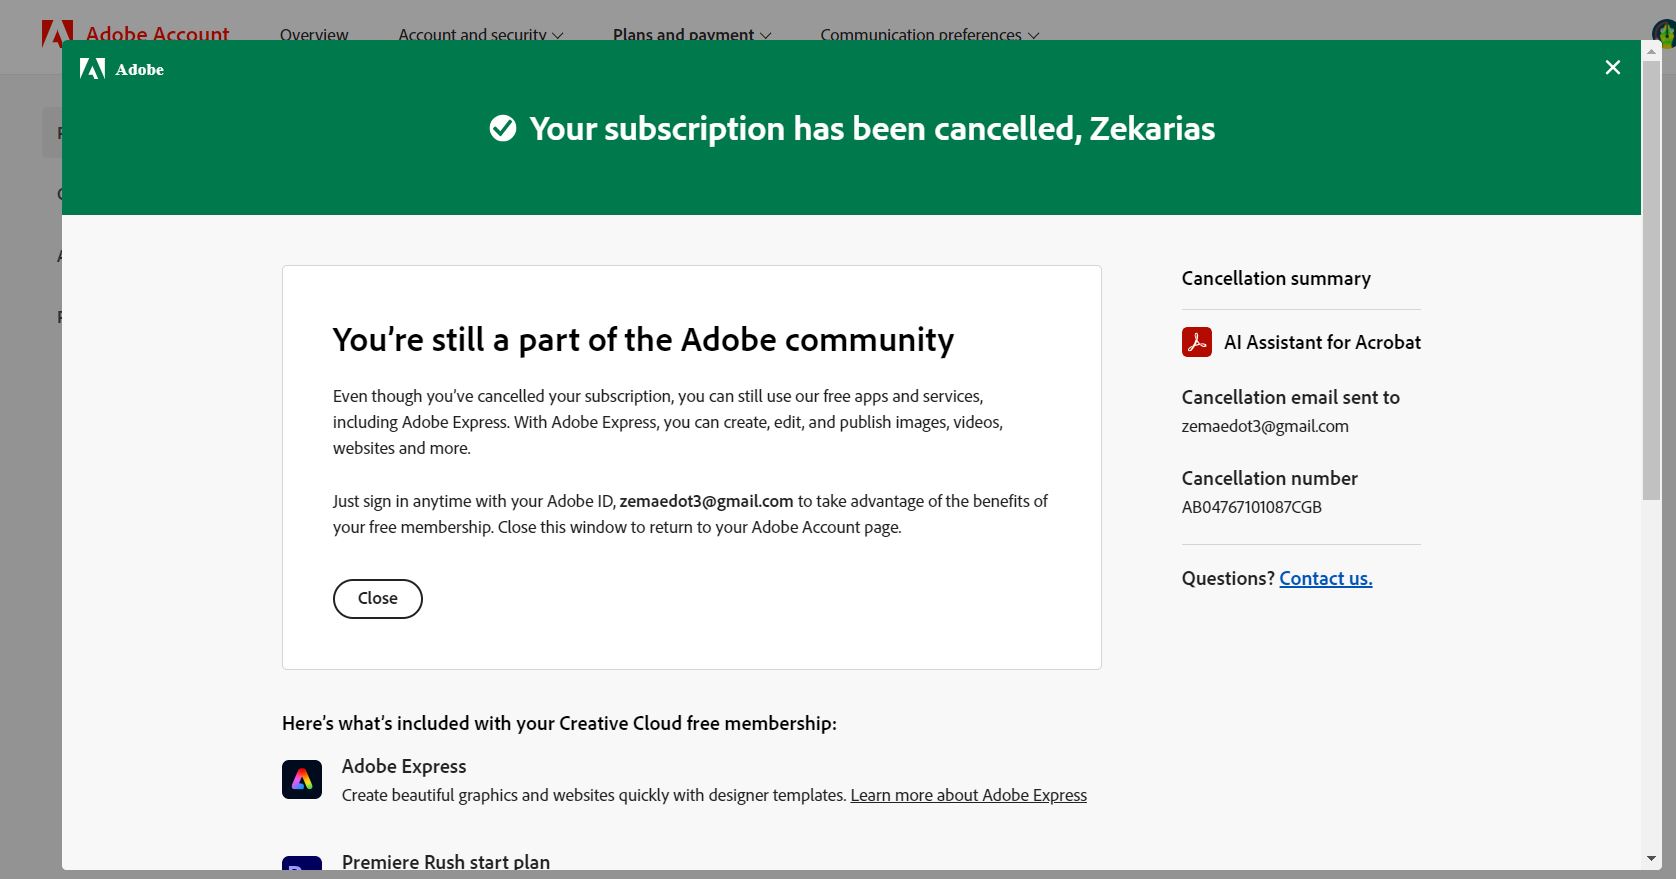 Adobe Account
Overview
Account and security
Plans and payment
Communication preferences
Adobe
Your subscription has been cancelled, Zekarias
You're still a part of the Adobe community
Even though you've cancelled your subscription, you can still use our free apps and services,
including Adobe Express. With Adobe Express, you can create, edit, and publish images, videos,
websites and more.
Just sign in anytime with your Adobe ID, zemaedot3@gmail.com to take advantage of the benefits of
your free membership. Close this window to return to your Adobe Account page.
Close
Cancellation summary
AI Assistant for Acrobat
Cancellation email sent to
zemaedot3@gmail.com
Cancellation number
AB04767101087CGB
Questions? Contact us.
Here's what's included with your Creative Cloud free membership:
Adobe Express
Create beautiful graphics and websites quickly with designer templates. Learn more about Adobe Express
Premiere Rush start plan